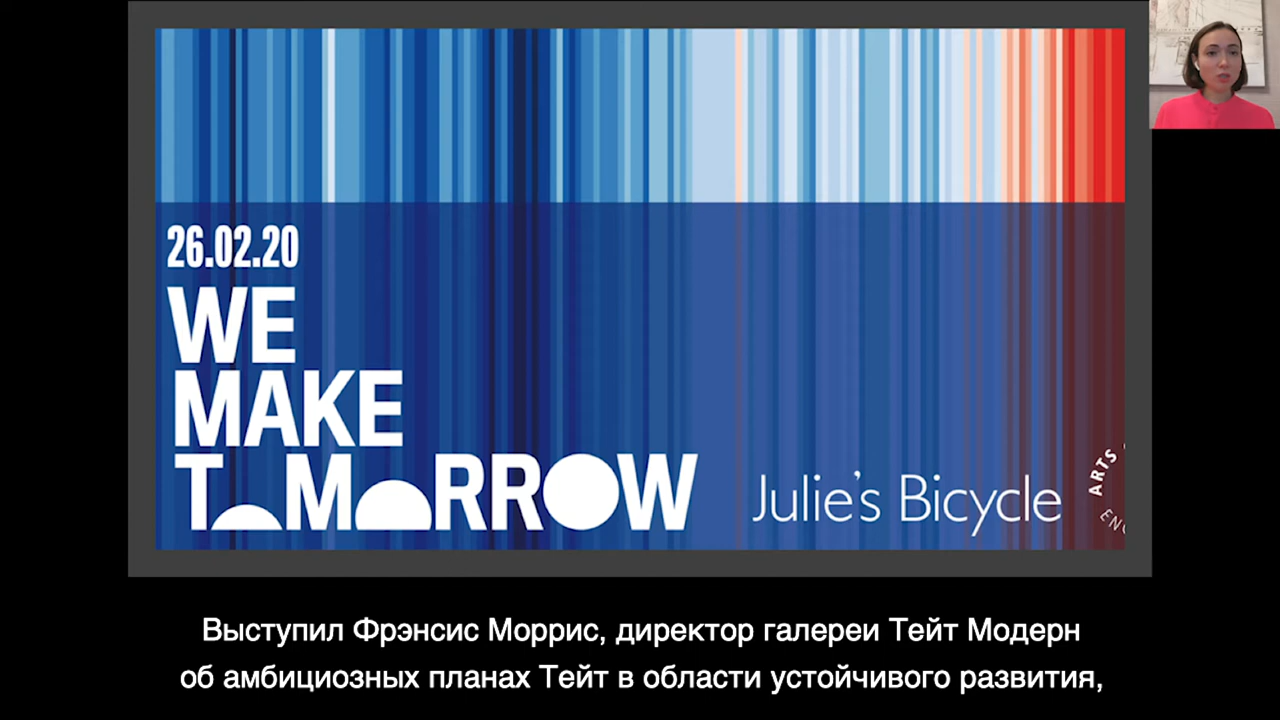 26.02.20
WE
MAKE
TOMORROW
Julie's Bicycle
ARTS
Выступил Фрэнсис Моррис, директор галереи Тейт Модерн
об амбициозных планах Тейт в области устойчивого развития,